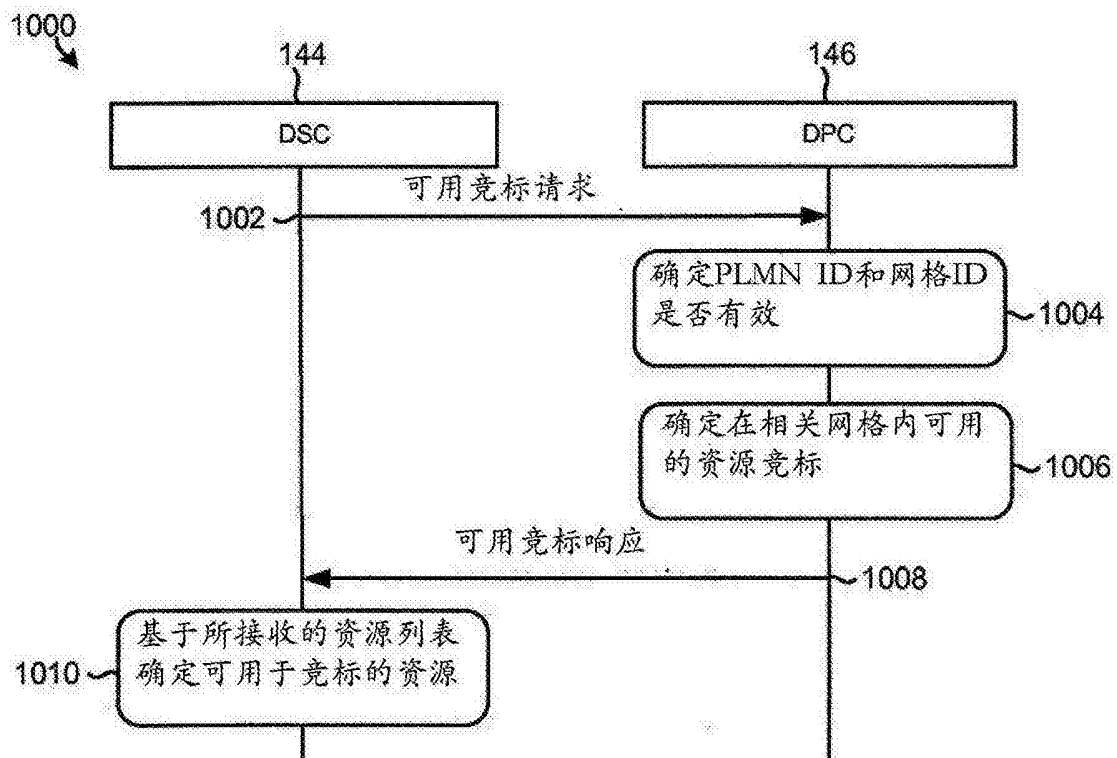 1000
144
146
DSC
DPC
可用竞标请求
1002
确定PLMN ID和网格ID
是否有效
1004
确定在相关网格内可用
的资源竞标
1006
可用竞标响应
1008
基于所接收的资源列表
确定可用于竞标的资源
1010